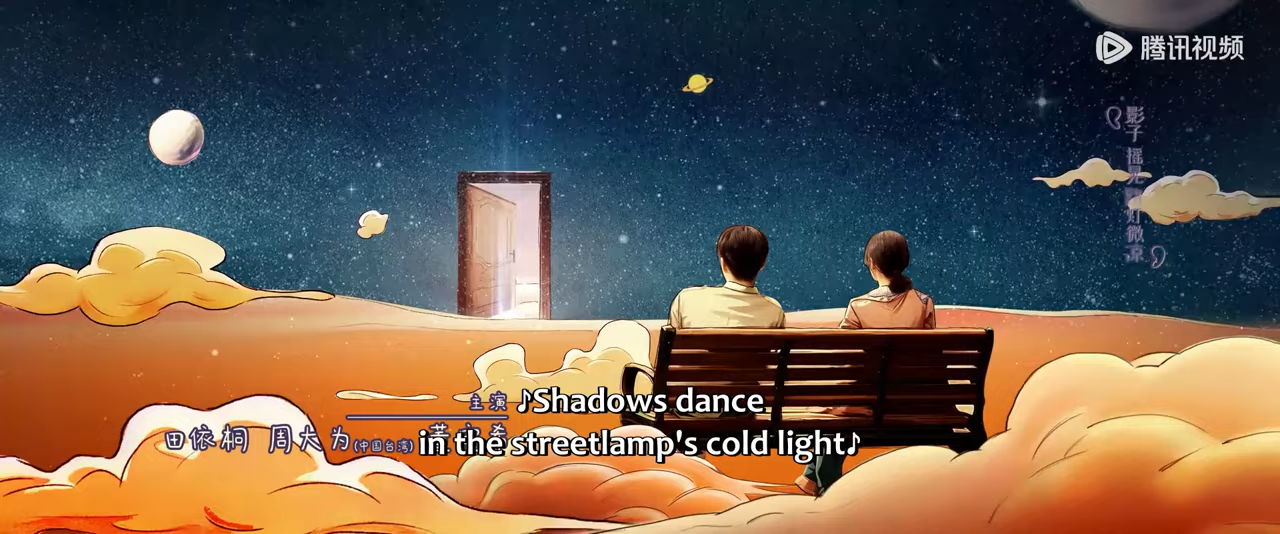 腾讯视频
影子 摇晃 灯微凉
主演
田依桐 周大为(中国台湾)
♪Shadows dance
in the streetlamp's cold light♪